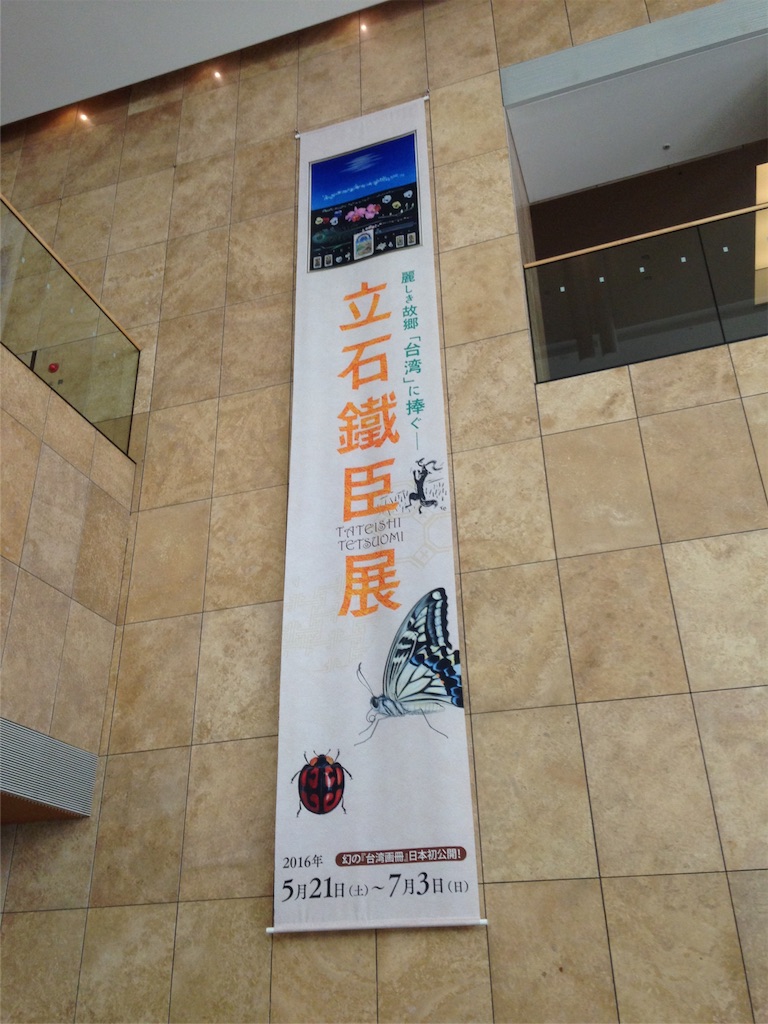 麗しき故郷「台湾」に捧ぐ―
立石鐵臣展
TATEISHI
TETSUOMI
幻の『台湾画冊』日本初公開!
2016年
5月21日(土)〜7月3日(日)